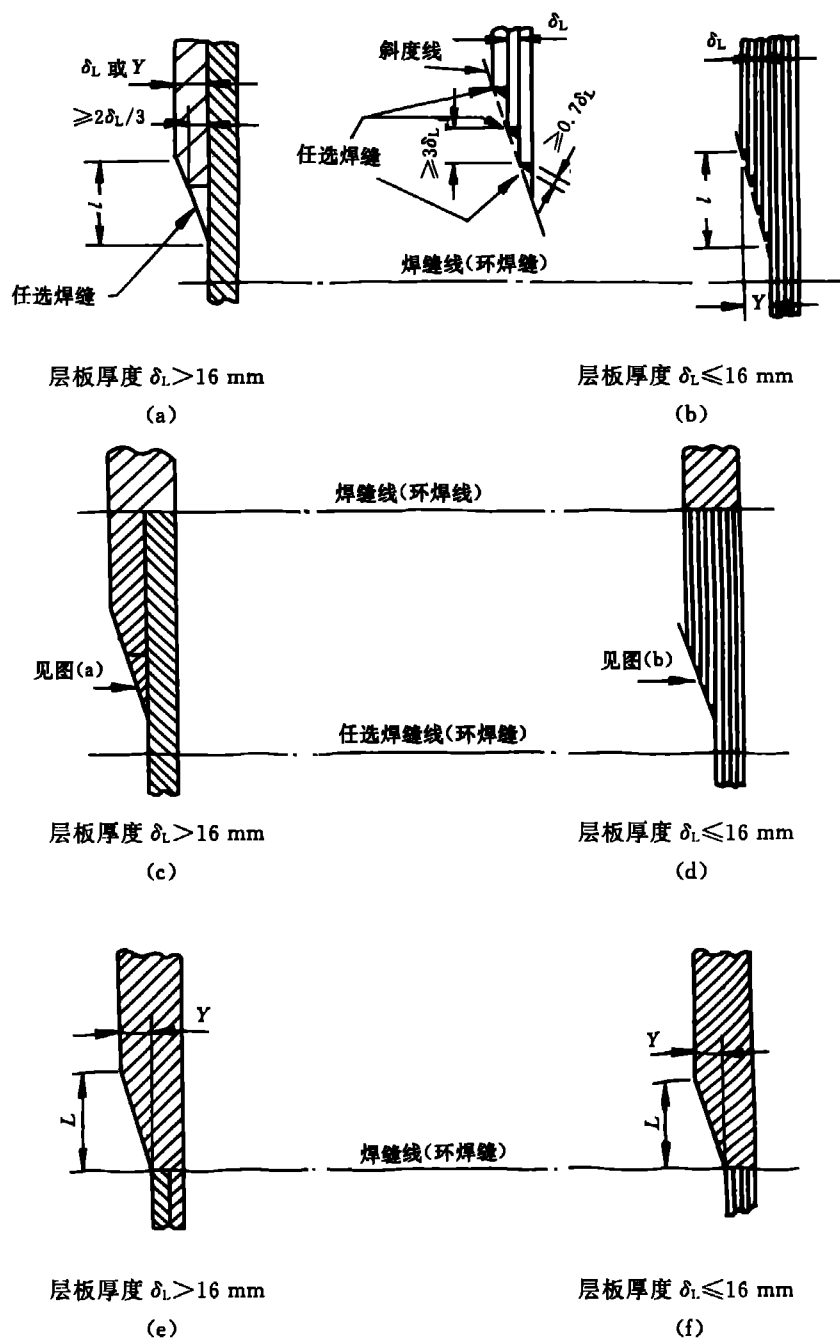 δL 或 Y
≥2δL/3
l
任选焊缝
斜度线
δL
任选焊缝
≥3δL
≥0.7δL
δL
l
Y
焊缝线(环焊缝)
层板厚度 δL>16 mm
(a)
层板厚度 δL≤16 mm
(b)
焊缝线(环焊线)
见图(a)
见图(b)
任选焊缝线(环焊缝)
层板厚度 δL>16 mm
(c)
层板厚度 δL≤16 mm
(d)
Y
L
Y
L
焊缝线(环焊缝)
层板厚度 δL>16 mm
(e)
层板厚度 δL≤16 mm
(f)